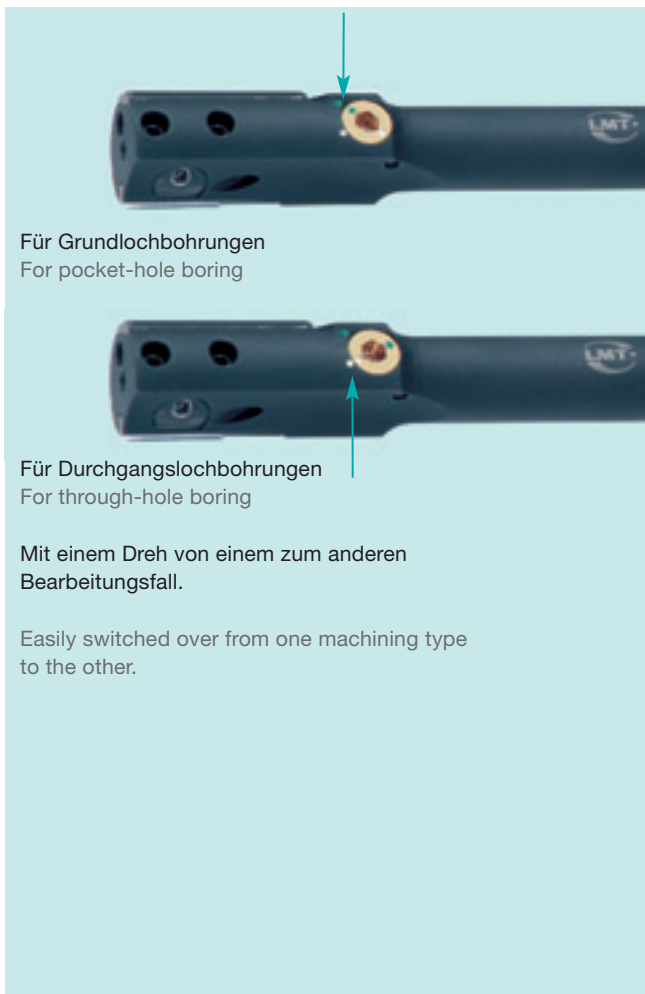 LMT
Für Grundlochbohrungen
For pocket-hole boring
LMT
Für Durchgangslochbohrungen
For through-hole boring
Mit einem Dreh von einem zum anderen
Bearbeitungsfall.
Easily switched over from one machining type
to the other.